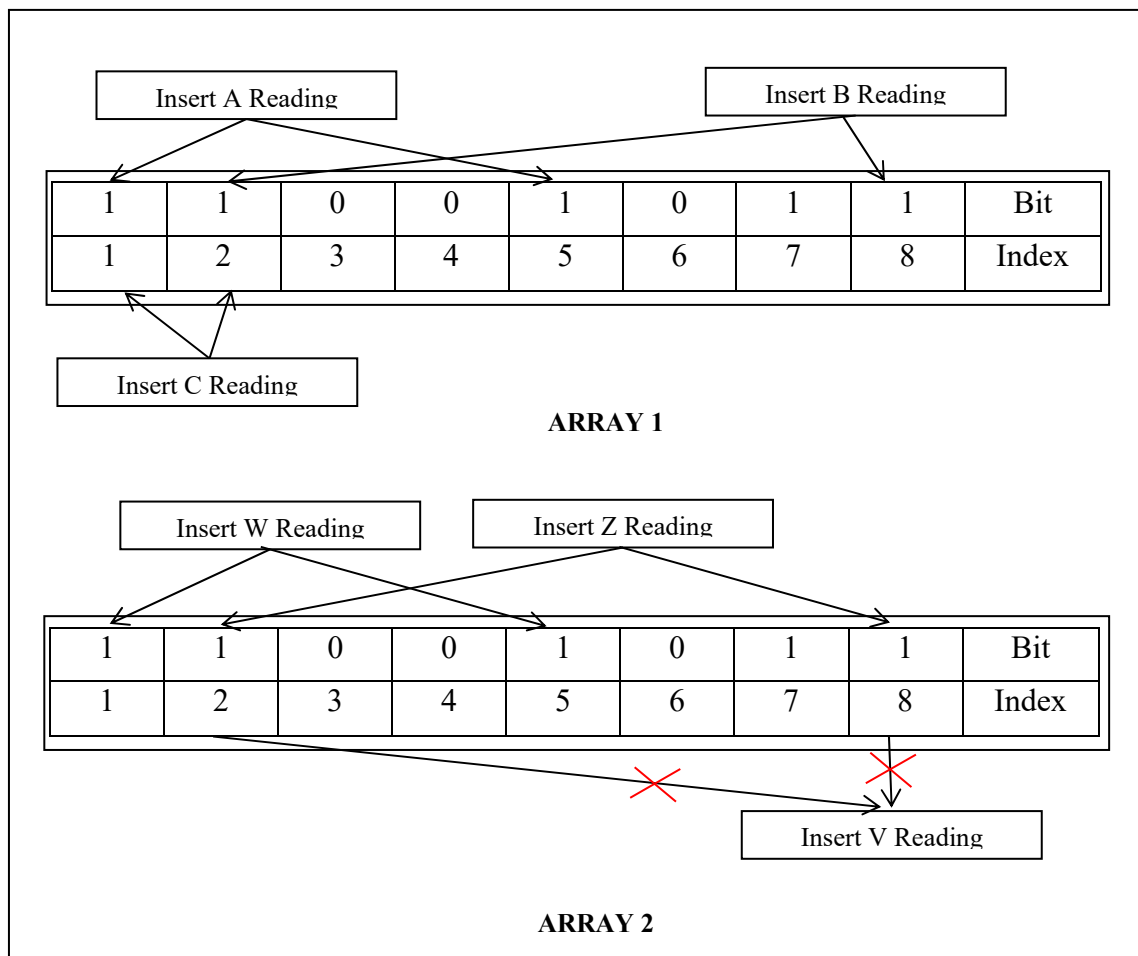 Insert A Reading Insert B Reading
1 1 0 0 1 0 1 1 Bit
1 2 3 4 5 6 7 8 Index
Insert C Reading
ARRAY 1
Insert W Reading Insert Z Reading
1 1 0 0 1 0 1 1 Bit
1 2 3 4 5 6 7 8 Index
Insert V Reading
ARRAY 2